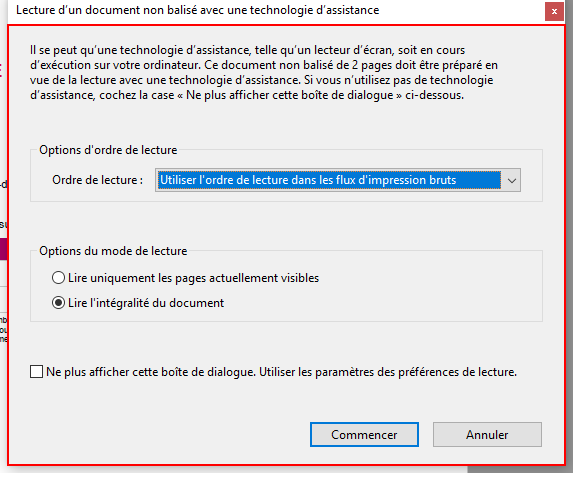 Lecture d’un document non balisé avec une technologie d’assistance
x
Il se peut qu’une technologie d’assistance, telle qu’un lecteur d’écran, soit en cours
d’exécution sur votre ordinateur. Ce document non balisé de 2 pages doit être préparé en
vue de la lecture avec une technologie d’assistance. Si vous n’utilisez pas de technologie
d’assistance, cochez la case « Ne plus afficher cette boîte de dialogue » ci-dessous.
Options d'ordre de lecture
Ordre de lecture : Utiliser l'ordre de lecture dans les flux d'impression bruts
Options du mode de lecture
Lire uniquement les pages actuellement visibles
Lire l'intégralité du document
Ne plus afficher cette boîte de dialogue. Utiliser les paramètres des préférences de lecture.
Commencer Annuler